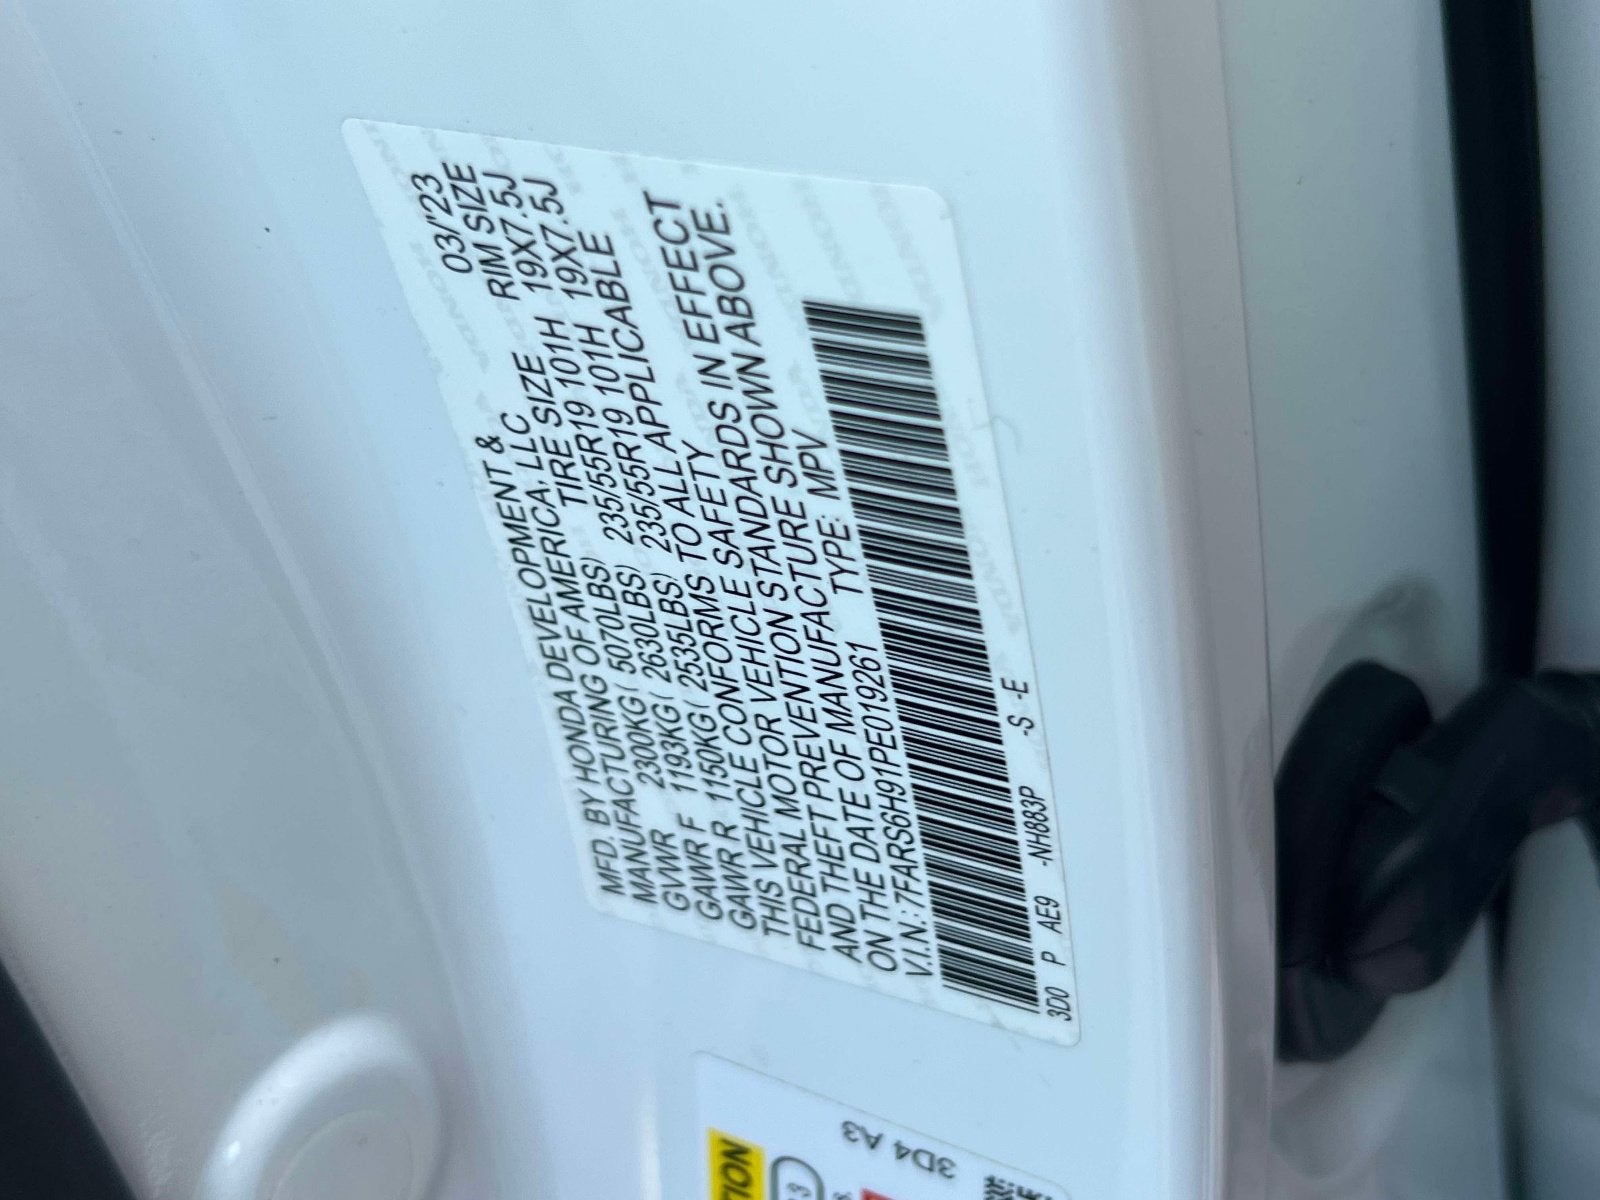 MFD. BY HONDA DEVELOPMENT & 03/'23
MANUFACTURING OF AMERICA, LLC
TIRE SIZE RIM SIZE
GVWR 2300KG( 5070LBS) 235/55R19 101H 19X7.5J
GAWR F 1193KG( 2630LBS) 235/55R19 101H 19X7.5J
GAWR R 1150KG( 2535LBS)
THIS VEHICLE CONFORMS TO ALL APPLICABLE
FEDERAL MOTOR VEHICLE SAFETY
AND THEFT PREVENTION STANDARDS IN EFFECT
ON THE DATE OF MANUFACTURE SHOWN ABOVE.
V.I.N.: 7FARS6H91PE019261 TYPE: MPV
3D0 P AE9 -NH883P -S -E
3D4 A3